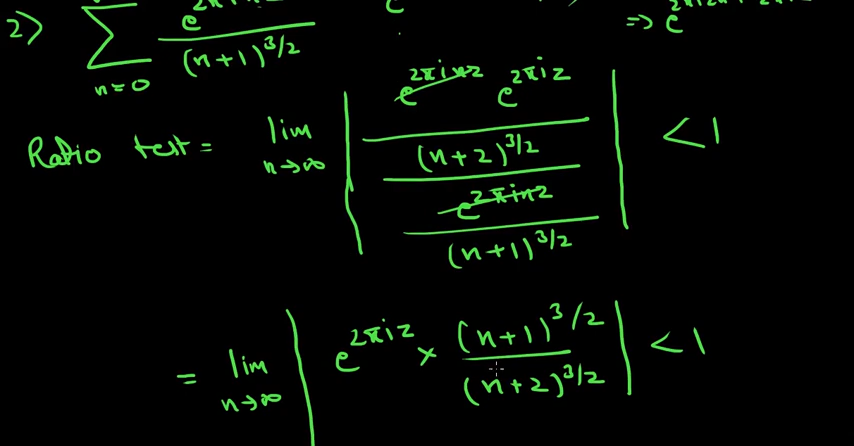 2) ∑ n=0 e^2πinz / (n+1)^3/2 e => e
Ratio test = lim n→∞ | e^2πinz e^2πiz / (n+2)^3/2 / e^2πinz / (n+1)^3/2 | < 1
= lim n→∞ | e^2πiz × (n+1)^3/2 / (n+2)^3/2 | < 1